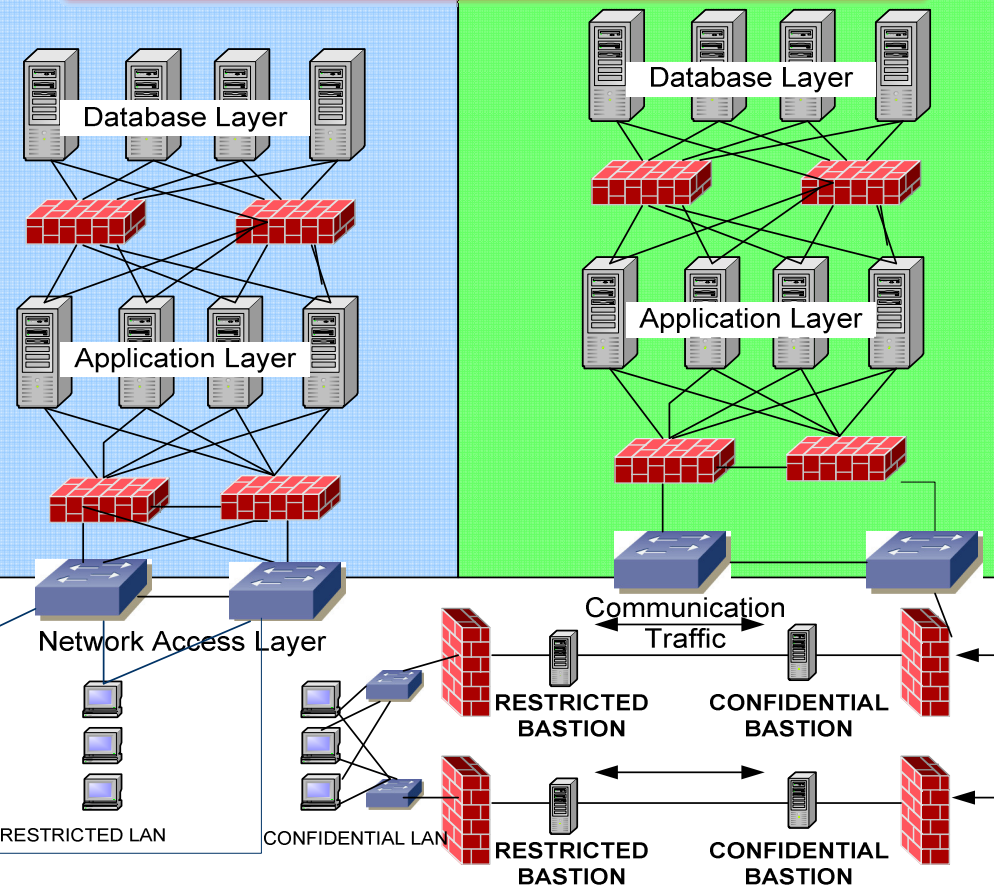 Database Layer
Database Layer
Application Layer
Application Layer
Network Access Layer
Communication
Traffic
RESTRICTED
BASTION
CONFIDENTIAL
BASTION
RESTRICTED LAN
CONFIDENTIAL LAN
RESTRICTED
BASTION
CONFIDENTIAL
BASTION